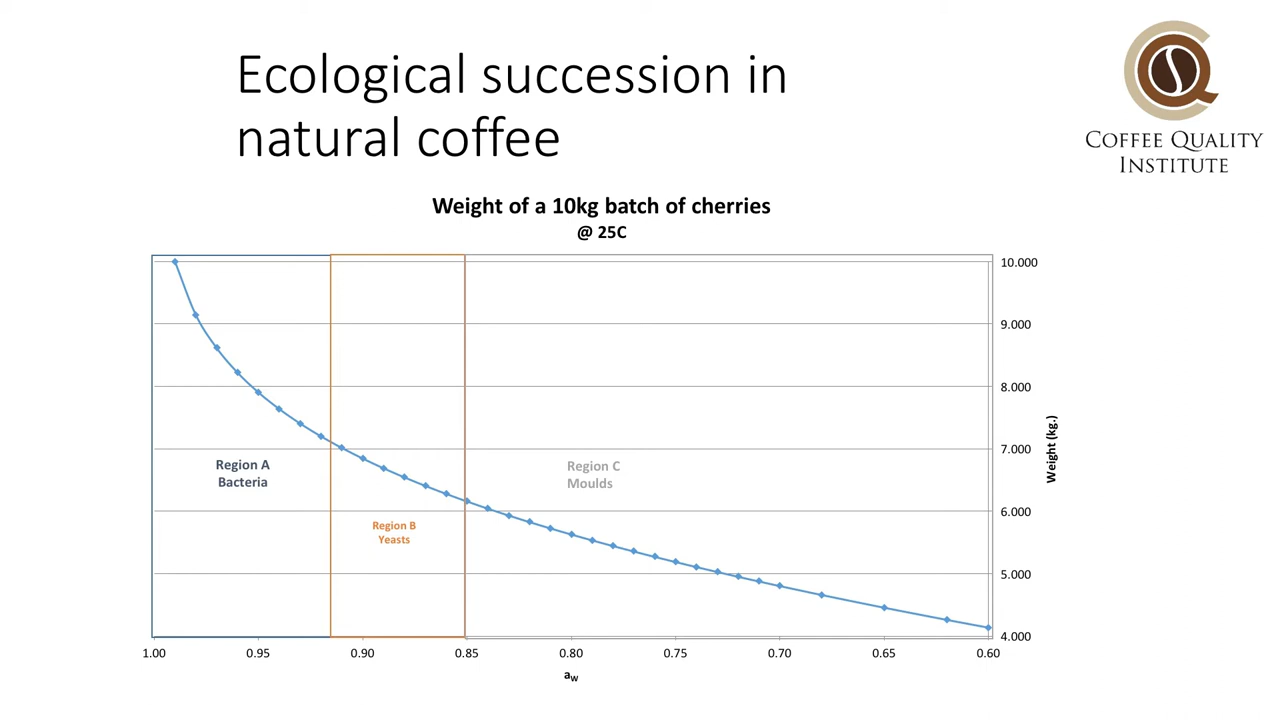 Ecological succession in
natural coffee
COFFEE QUALITY
INSTITUTE
Weight of a 10kg batch of cherries
@ 25C
10.000
9.000
8.000
7.000
6.000
5.000
4.000
Weight (kg.)
Region A
Bacteria
Region B
Yeasts
Region C
Moulds
1.00 0.95 0.90 0.85 0.80 0.75 0.70 0.65 0.60
aw